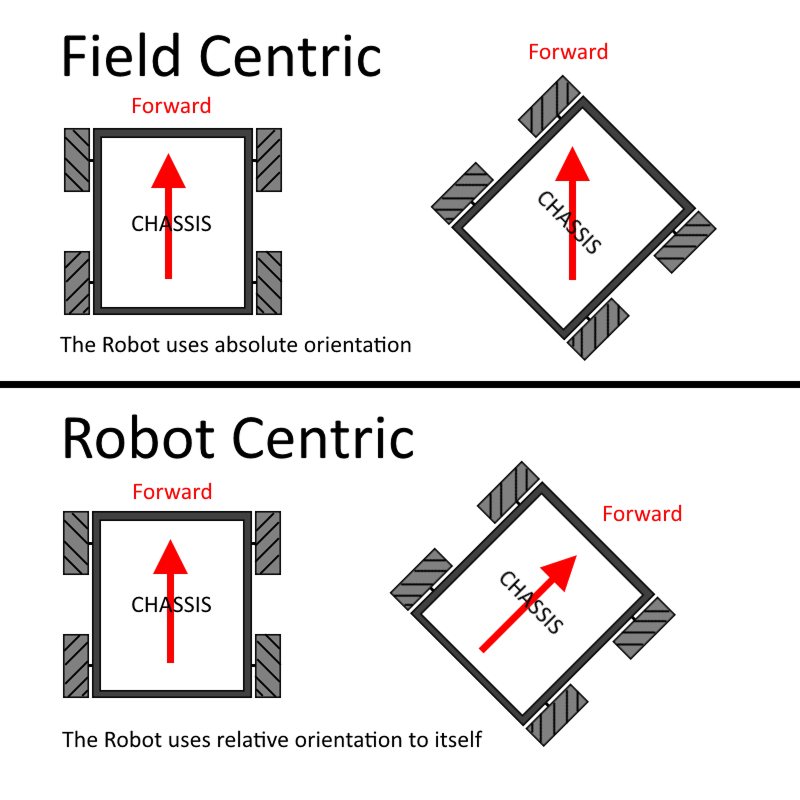 Field Centric
Forward
Forward
CHASSIS
CHASSIS
The Robot uses absolute orientation
Robot Centric
Forward
Forward
CHASSIS
CHASSIS
The Robot uses relative orientation to itself